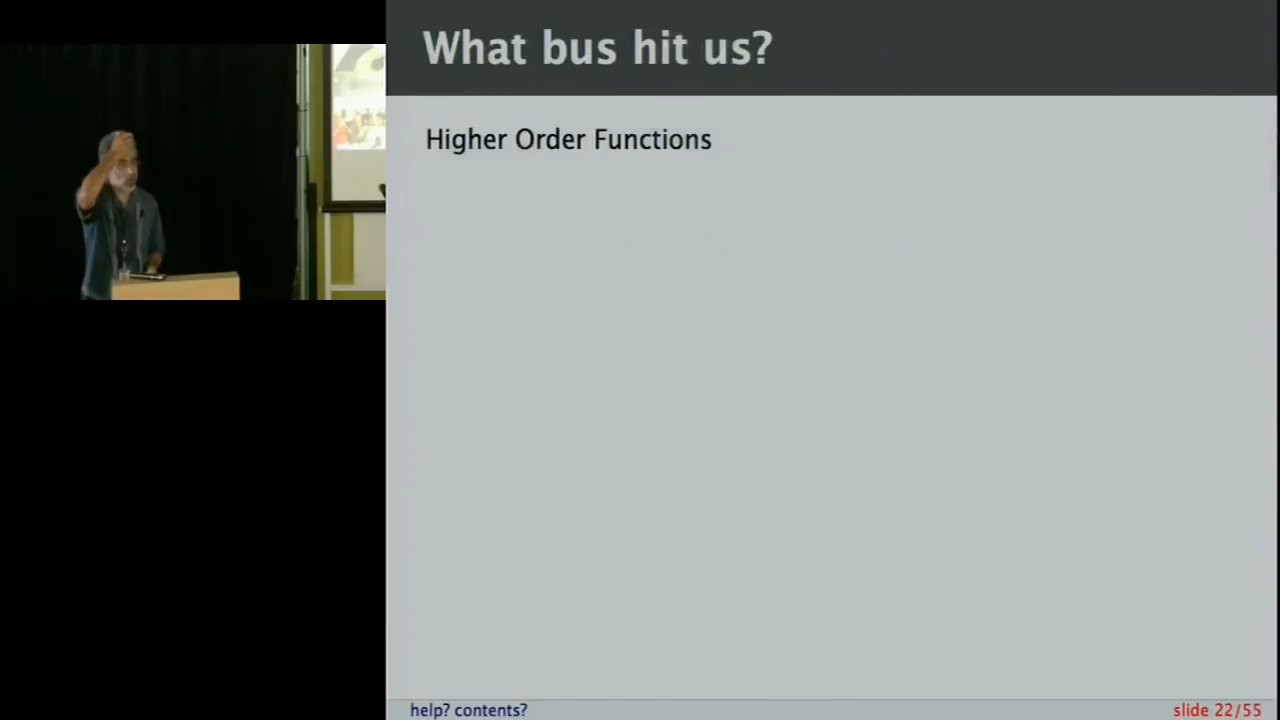 What bus hit us?
Higher Order Functions
help? contents?
slide 22/55